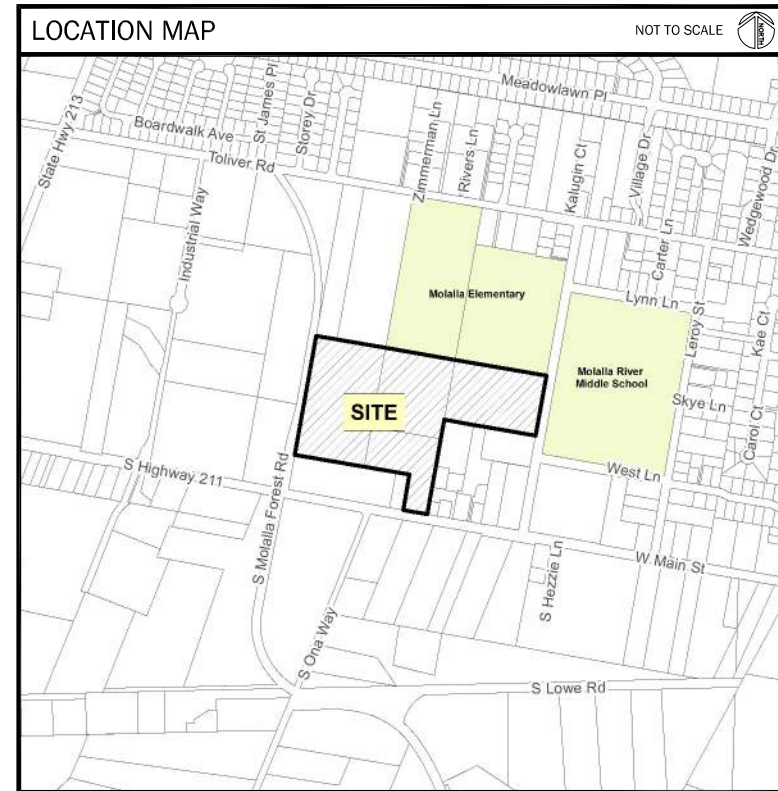 LOCATION MAP
NOT TO SCALE
NORTH
Meadowlawn Pl
State Hwy 213
Boardwalk Ave
St James Pl
Storey Dr
Toliver Rd
Zimmerman Ln
Rivers Ln
Kalugin Ct
Village Dr
Carter Ln
Wedgewood Dr
Industrial Way
Molalla Elementary
Lynn Ln
Leroy St
Kae Ct
Molalla River
Middle School
Skye Ln
Carol Ct
SITE
S Highway 211
West Ln
S Molalla Forest Rd
W Main St
S Hezzie Ln
S Ona Way
S Lowe Rd